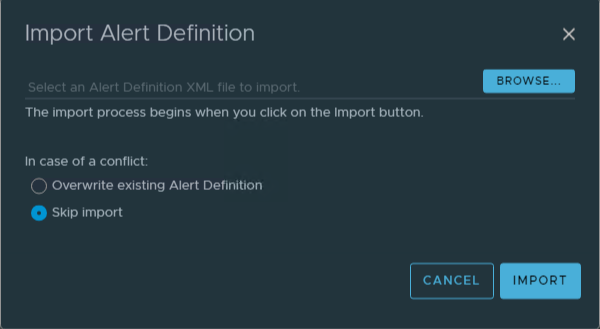 Import Alert Definition
Select an Alert Definition XML file to import.
BROWSE...
The import process begins when you click on the Import button.
In case of a conflict:
Overwrite existing Alert Definition
Skip import
CANCEL
IMPORT